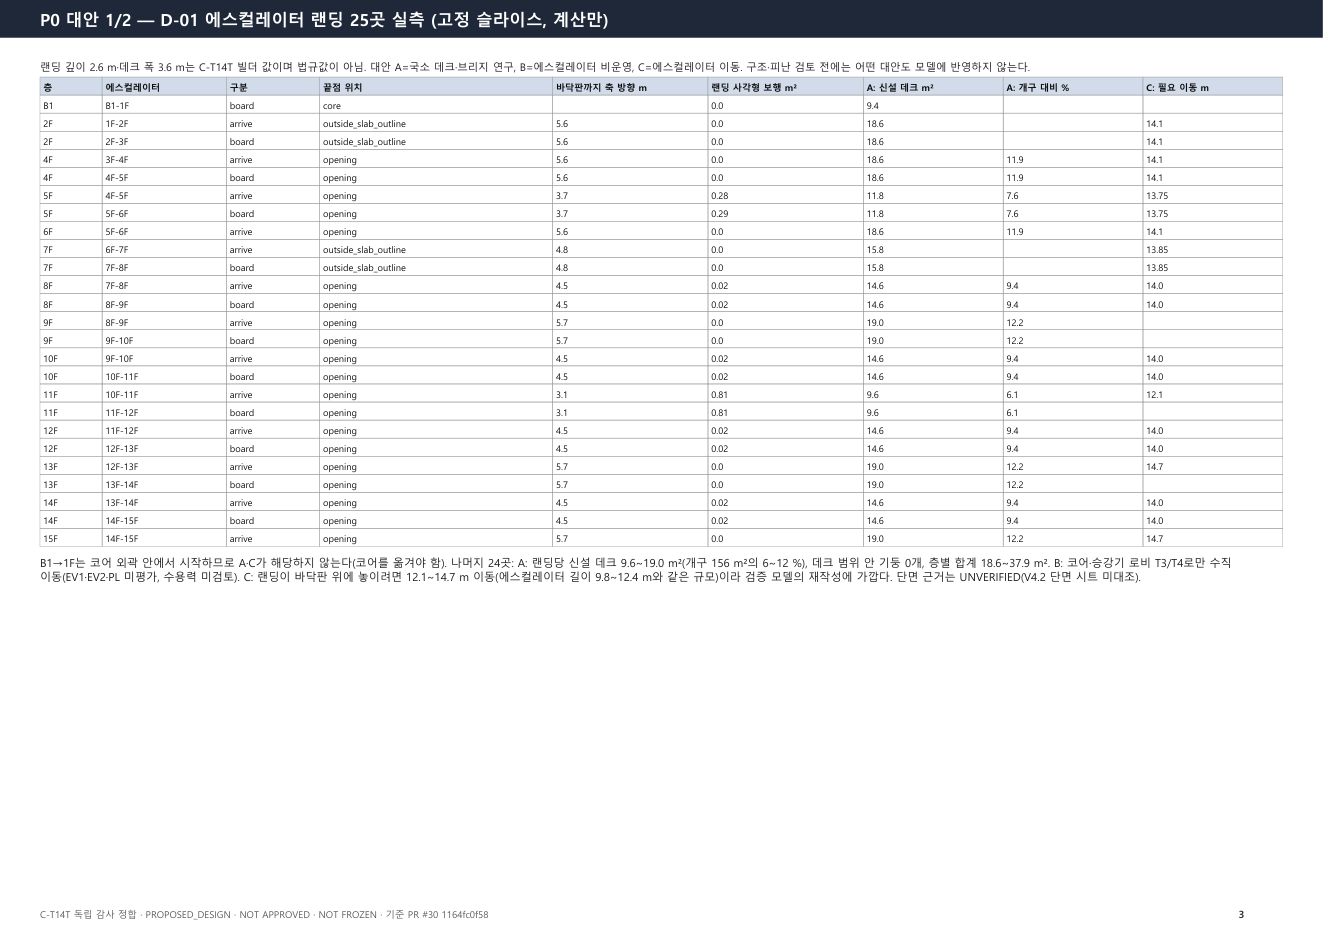 P0 대안 1/2 — D-01 에스컬레이터 랜딩 25곳 실측 (고정 슬라이스, 계산만)
랜딩 깊이 2.6 m·데크 폭 3.6 m는 C-T14T 빌더 값이며 법규값이 아님. 대안 A=국소 데크·브리지 연구, B=에스컬레이터 비운영, C=에스컬레이터 이동. 구조·피난 검토 전에는 어떤 대안도 모델에 반영하지 않는다.
층 에스컬레이터 구분 끝점 위치 바닥판까지 축 방향 m 랜딩 사각형 보행 m² A: 신설 데크 m² A: 개구 대비 % C: 필요 이동 m
B1 B1-1F board core 0.0 9.4
2F 1F-2F arrive outside_slab_outline 5.6 0.0 18.6 14.1
2F 2F-3F board outside_slab_outline 5.6 0.0 18.6 14.1
4F 3F-4F arrive opening 5.6 0.0 18.6 11.9 14.1
4F 4F-5F board opening 5.6 0.0 18.6 11.9 14.1
5F 4F-5F arrive opening 3.7 0.28 11.8 7.6 13.75
5F 5F-6F board opening 3.7 0.29 11.8 7.6 13.75
6F 5F-6F arrive opening 5.6 0.0 18.6 11.9 14.1
7F 6F-7F arrive outside_slab_outline 4.8 0.0 15.8 13.85
7F 7F-8F board outside_slab_outline 4.8 0.0 15.8 13.85
8F 7F-8F arrive opening 4.5 0.02 14.6 9.4 14.0
8F 8F-9F board opening 4.5 0.02 14.6 9.4 14.0
9F 8F-9F arrive opening 5.7 0.0 19.0 12.2
9F 9F-10F board opening 5.7 0.0 19.0 12.2
10F 9F-10F arrive opening 4.5 0.02 14.6 9.4 14.0
10F 10F-11F board opening 4.5 0.02 14.6 9.4 14.0
11F 10F-11F arrive opening 3.1 0.81 9.6 6.1 12.1
11F 11F-12F board opening 3.1 0.81 9.6 6.1
12F 11F-12F arrive opening 4.5 0.02 14.6 9.4 14.0
12F 12F-13F board opening 4.5 0.02 14.6 9.4 14.0
13F 12F-13F arrive opening 5.7 0.0 19.0 12.2 14.7
13F 13F-14F board opening 5.7 0.0 19.0 12.2
14F 13F-14F arrive opening 4.5 0.02 14.6 9.4 14.0
14F 14F-15F board opening 4.5 0.02 14.6 9.4 14.0
15F 14F-15F arrive opening 5.7 0.0 19.0 12.2 14.7
B1→1F는 코어 외곽 안에서 시작하므로 A·C가 해당하지 않는다(코어를 옮겨야 함). 나머지 24곳: A: 랜딩당 신설 데크 9.6~19.0 m²(개구 156 m²의 6~12 %), 데크 범위 안 기둥 0개, 층별 합계 18.6~37.9 m². B: 코어·승강기 로비 T3/T4로만 수직
이동(EV1·EV2·PL 미평가, 수용력 미검토). C: 랜딩이 바닥판 위에 놓이려면 12.1~14.7 m 이동(에스컬레이터 길이 9.8~12.4 m와 같은 규모)이라 검증 모델의 재작성에 가깝다. 단면 근거는 UNVERIFIED(V4.2 단면 시트 미대조).
C-T14T 독립 감사 정합 · PROPOSED_DESIGN · NOT APPROVED · NOT FROZEN · 기준 PR #30 1164fc0f58
3